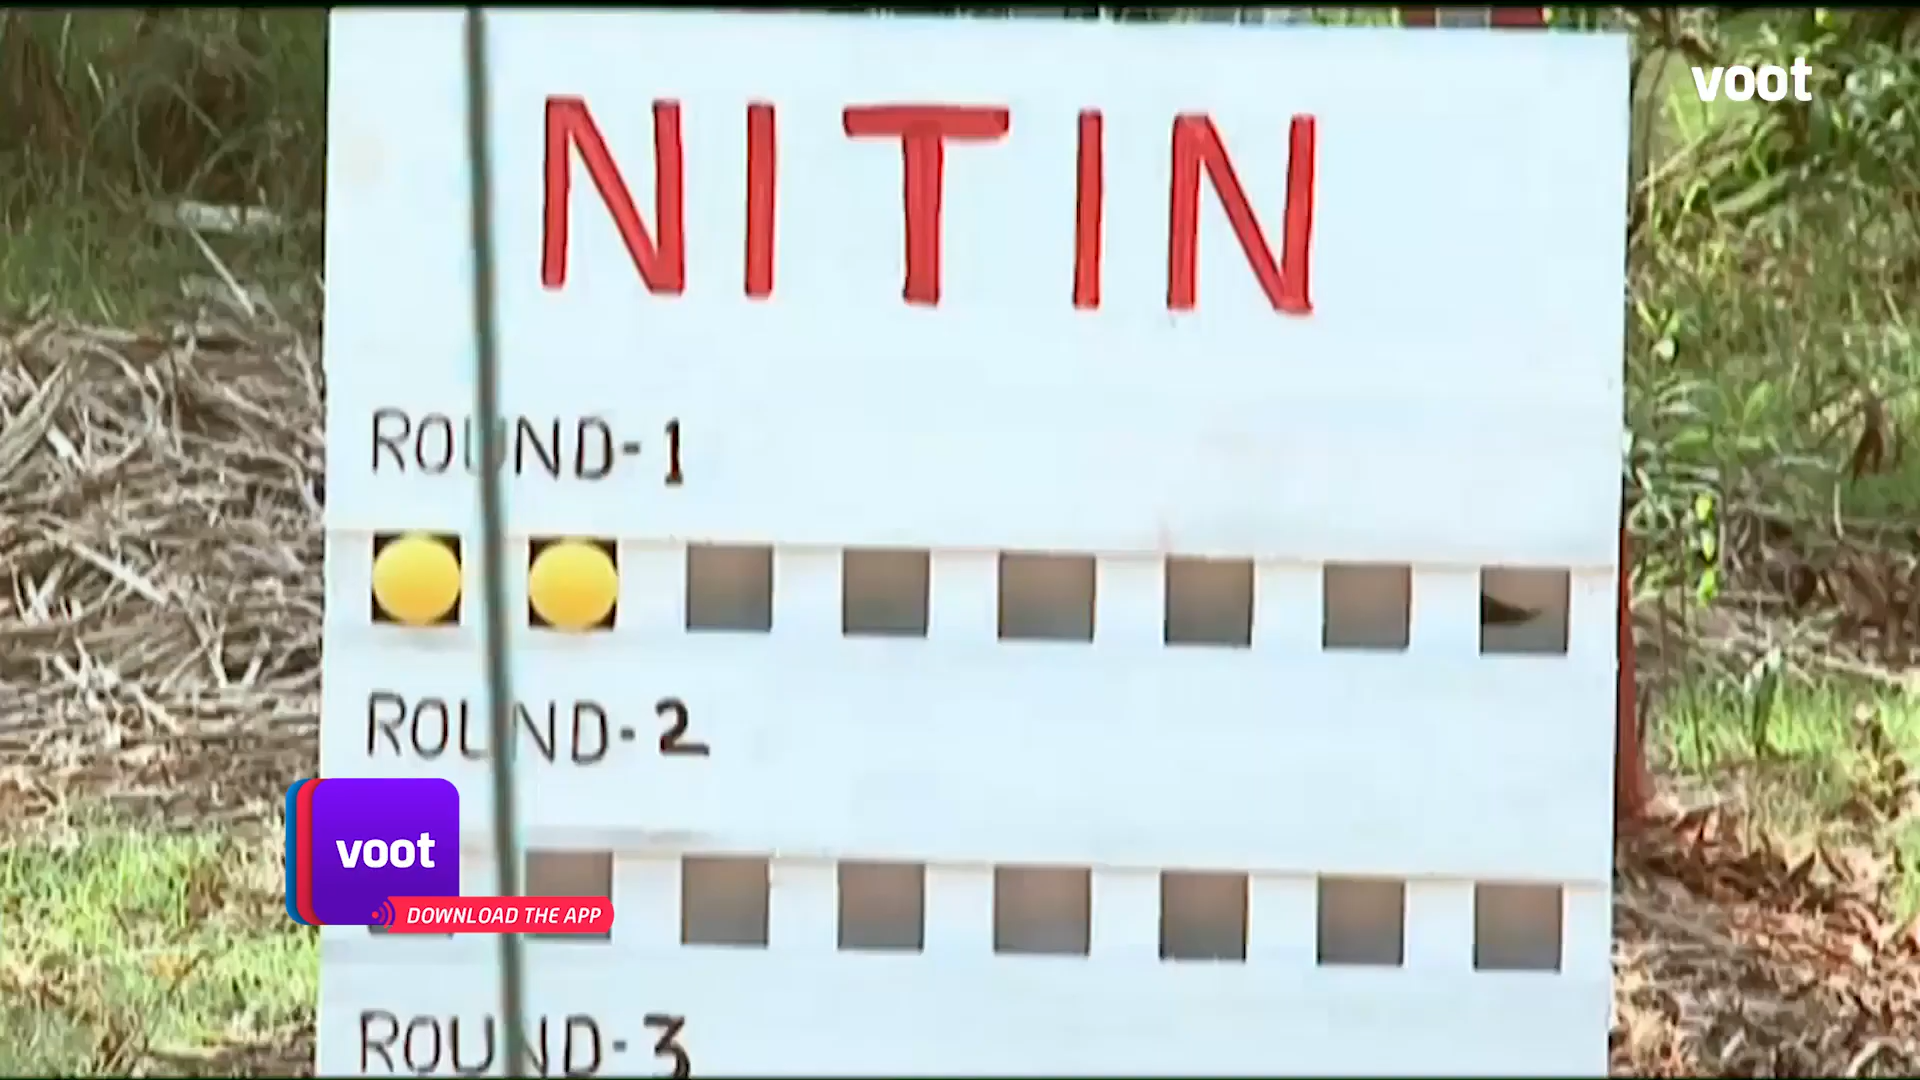 voot
NITIN
ROUND-1
ROUND-2
voot
DOWNLOAD THE APP
ROUND-3